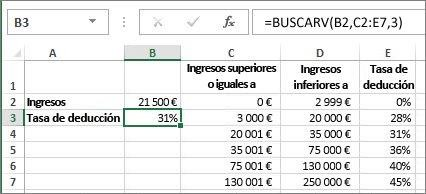 B3 fx =BUSCARV(B2,C2:E7,3)
A B C D E
1 Ingresos superiores o iguales a Ingresos inferiores a Tasa de deducción
2 Ingresos 21 500 € 0 € 2 999 € 0%
3 Tasa de deducción 31% 3 000 € 20 000 € 28%
4 20 001 € 35 000 € 31%
5 35 001 € 75 000 € 36%
6 75 001 € 130 000 € 40%
7 130 001 € 250 000 € 45%